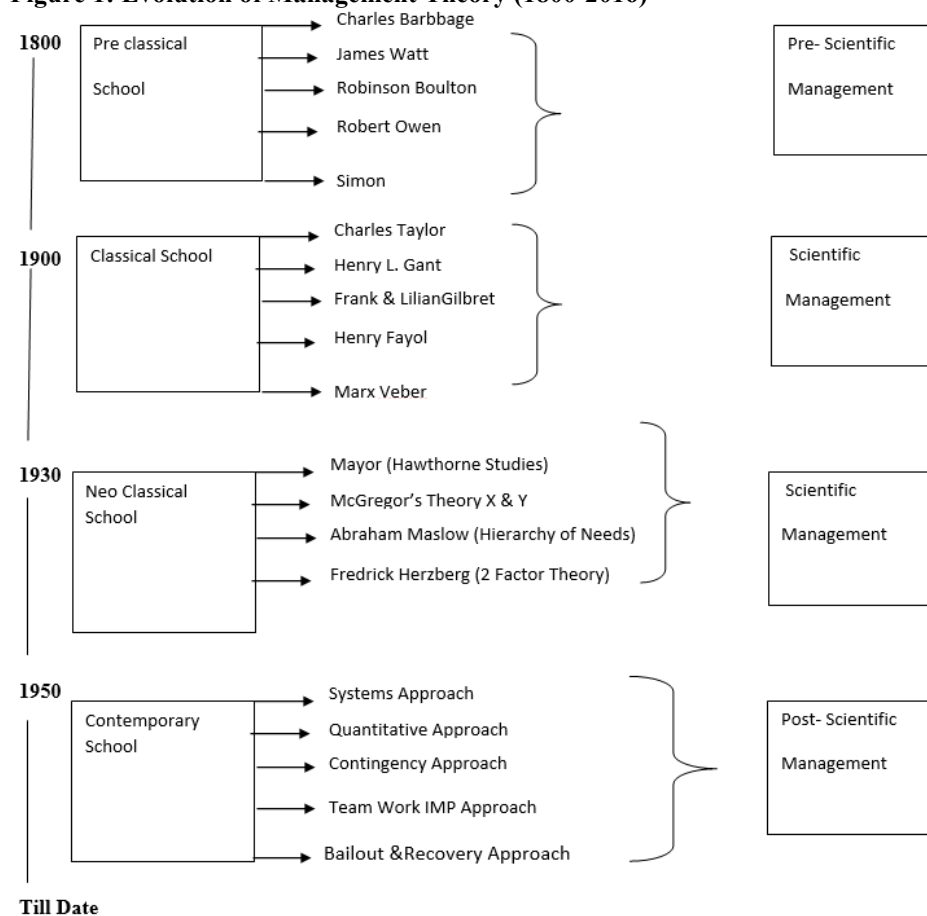 Figure 1: Evolution of Management Theory (1800-2016)
1800
Pre classical
School
Charles Barbbage
James Watt
Robinson Boulton
Robert Owen
Simon
Pre- Scientific
Management
1900
Classical School
Charles Taylor
Henry L. Gant
Frank & LilianGilbret
Henry Fayol
Marx Veber
Scientific
Management
1930
Neo Classical
School
Mayor (Hawthorne Studies)
McGregor's Theory X & Y
Abraham Maslow (Hierarchy of Needs)
Fredrick Herzberg (2 Factor Theory)
Scientific
Management
1950
Contemporary
School
Systems Approach
Quantitative Approach
Contingency Approach
Team Work IMP Approach
Bailout &Recovery Approach
Post- Scientific
Management
Till Date